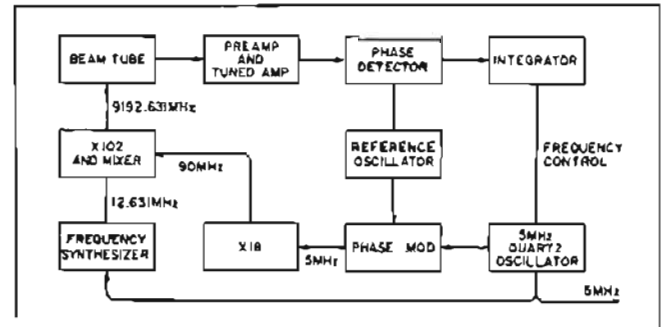 BEAM TUBE
PREAMP
AND
TUNED AMP
PHASE
DETECTOR
INTEGRATOR
9192.631MHz
X102
AND MIXER
90MHz
REFERENCE
OSCILLATOR
FREQUENCY
CONTROL
12.631MHz
FREQUENCY
SYNTHESIZER
X18
5MHz
PHASE MOD
5MHz
QUARTZ
OSCILLATOR
5MHz